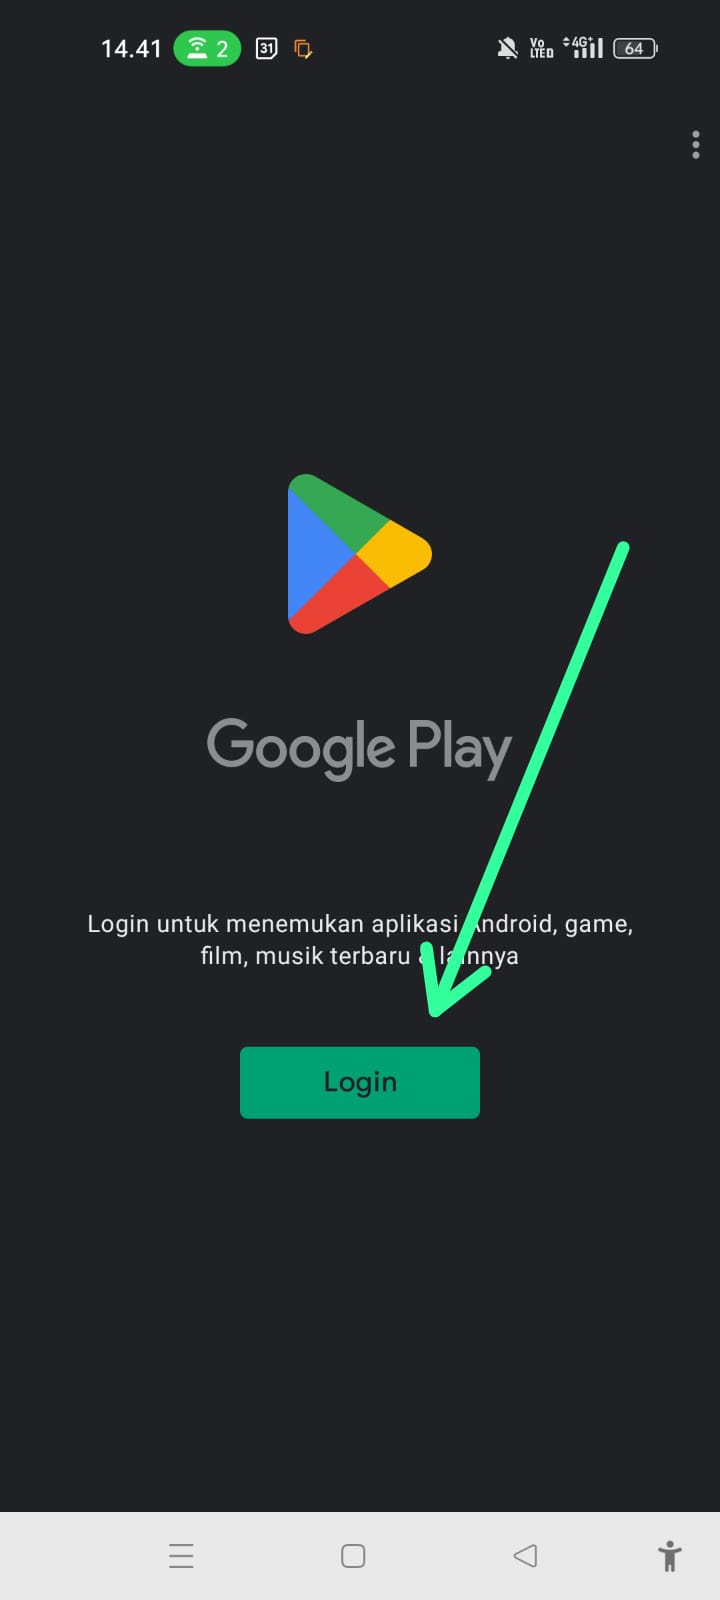 14.41 2 31 Vo LTED 4G+ 64
Google Play
Login untuk menemukan aplikasi Android, game,
film, musik terbaru & lainnya
Login